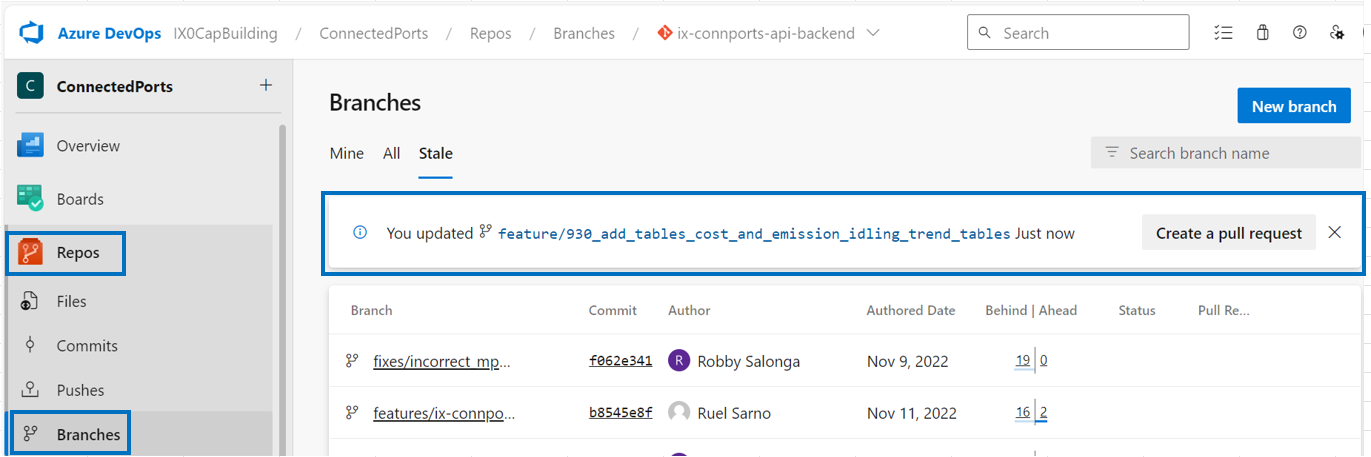 Azure DevOps IX0CapBuilding / ConnectedPorts / Repos / Branches / ix-connports-api-backend
Search
C ConnectedPorts +
Overview
Boards
Repos
Files
Commits
Pushes
Branches
Branches
New branch
Mine All Stale
Search branch name
You updated feature/930_add_tables_cost_and_emission_idling_trend_tables Just now
Create a pull request
Branch Commit Author Authored Date Behind | Ahead Status Pull Re...
fixes/incorrect_mp... f062e341 R Robby Salonga Nov 9, 2022 19 0
features/ix-connpo... b8545e8f Ruel Sarno Nov 11, 2022 16 2